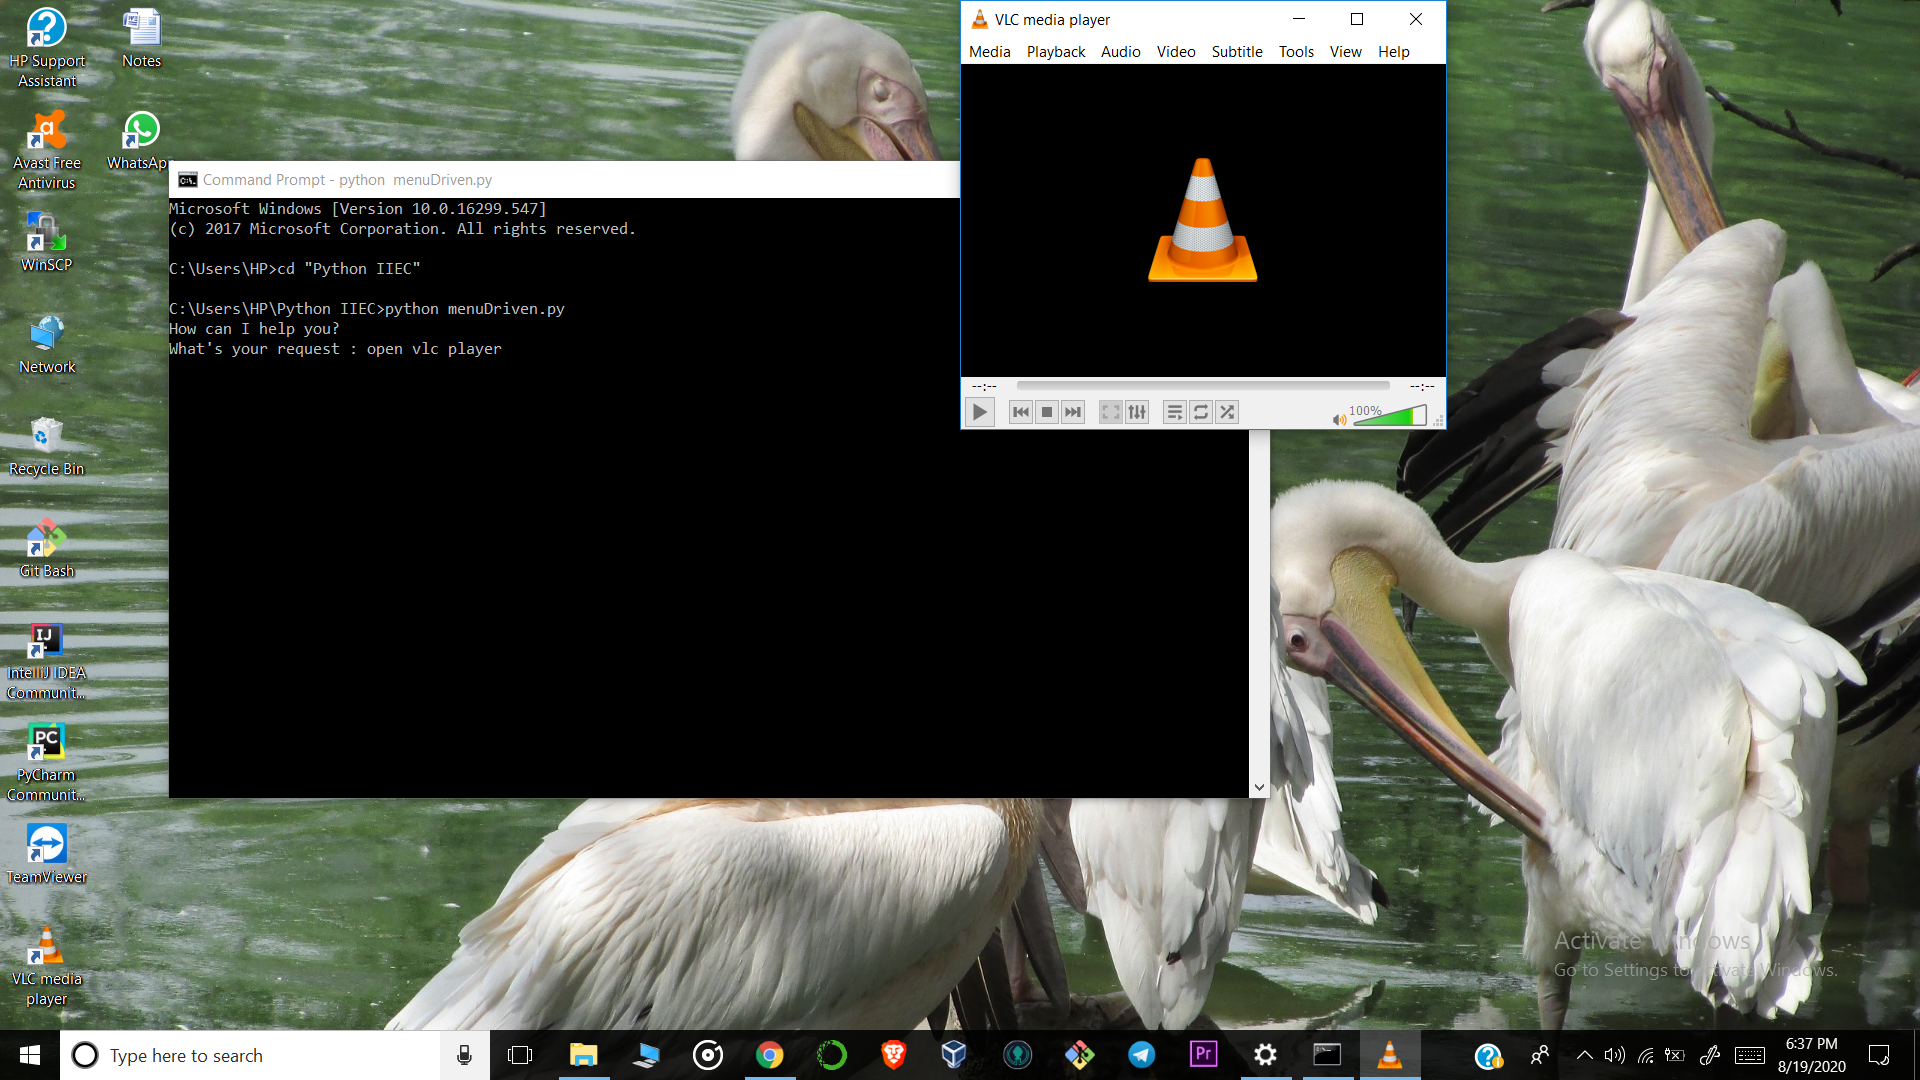 HP Support
Assistant
Notes
Avast Free
Antivirus
WhatsApp
WinSCP
Network
Recycle Bin
Git Bash
IJ
IntelliJ IDEA
Communit...
PC
PyCharm
Communit...
TeamViewer
VLC media
player
Command Prompt - python  menuDriven.py
Microsoft Windows [Version 10.0.16299.547]
(c) 2017 Microsoft Corporation. All rights reserved.
C:\Users\HP>cd "Python IIEC"
C:\Users\HP\Python IIEC>python menuDriven.py
How can I help you?
What's your request : open vlc player
VLC media player
Media Playback Audio Video Subtitle Tools View Help
--:-- --:--
100%
Activate Windows
Go to Settings to activate Windows.
Type here to search
Pr
6:37 PM
8/19/2020